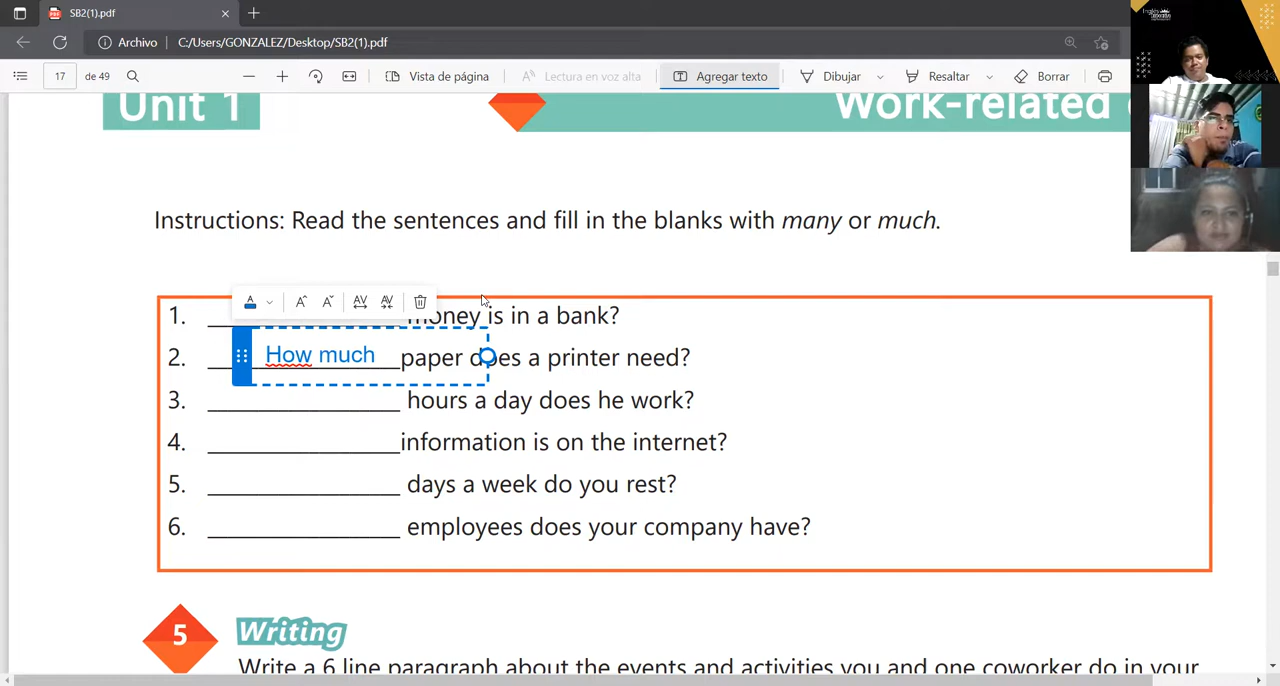 SB2(1).pdf
Archivo
C:/Users/GONZALEZ/Desktop/SB2(1).pdf
17 de 49
Vista de página
Lectura en voz alta
Agregar texto
Dibujar
Resaltar
Borrar
Unit 1
Work-related
Instructions: Read the sentences and fill in the blanks with many or much.
1. money is in a bank?
2. How much paper does a printer need?
3. hours a day does he work?
4. information is on the internet?
5. days a week do you rest?
6. employees does your company have?
5 Writing
Write a 6 line paragraph about the events and activities you and one coworker do in your